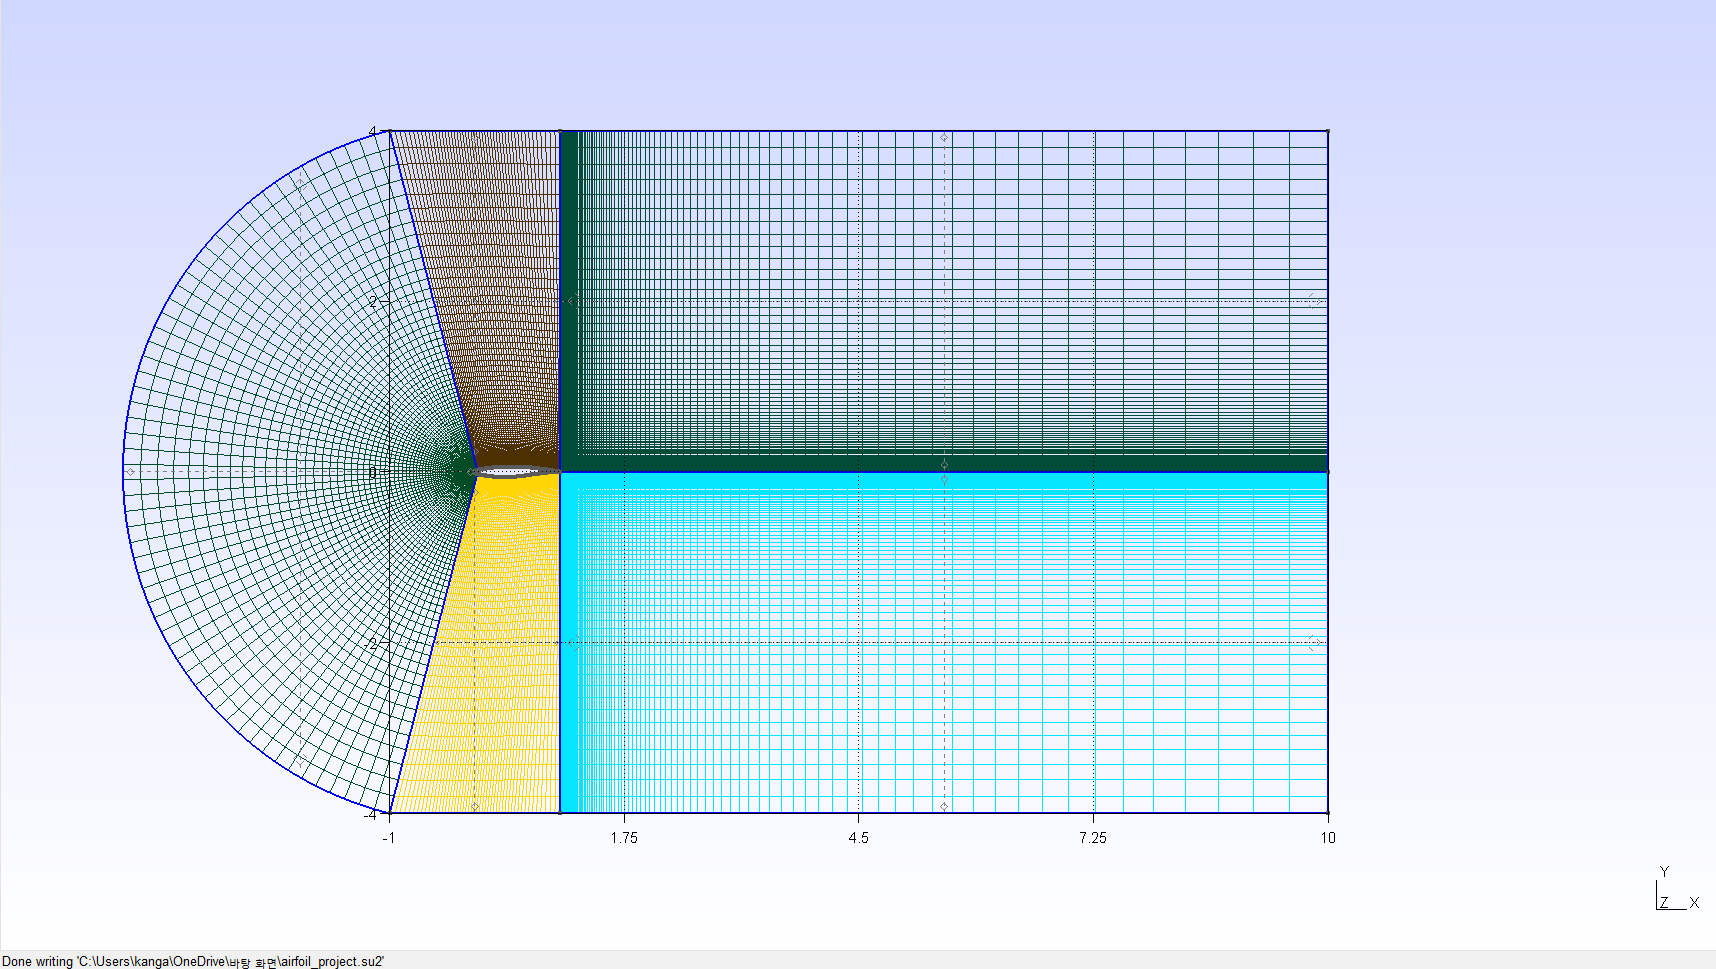 4
2
0
-2
-4
-1 1.75 4.5 7.25 10
Y
Z X
Done writing 'C:\Users\kanga\OneDrive\바탕 화면\airfoil_project.su2'